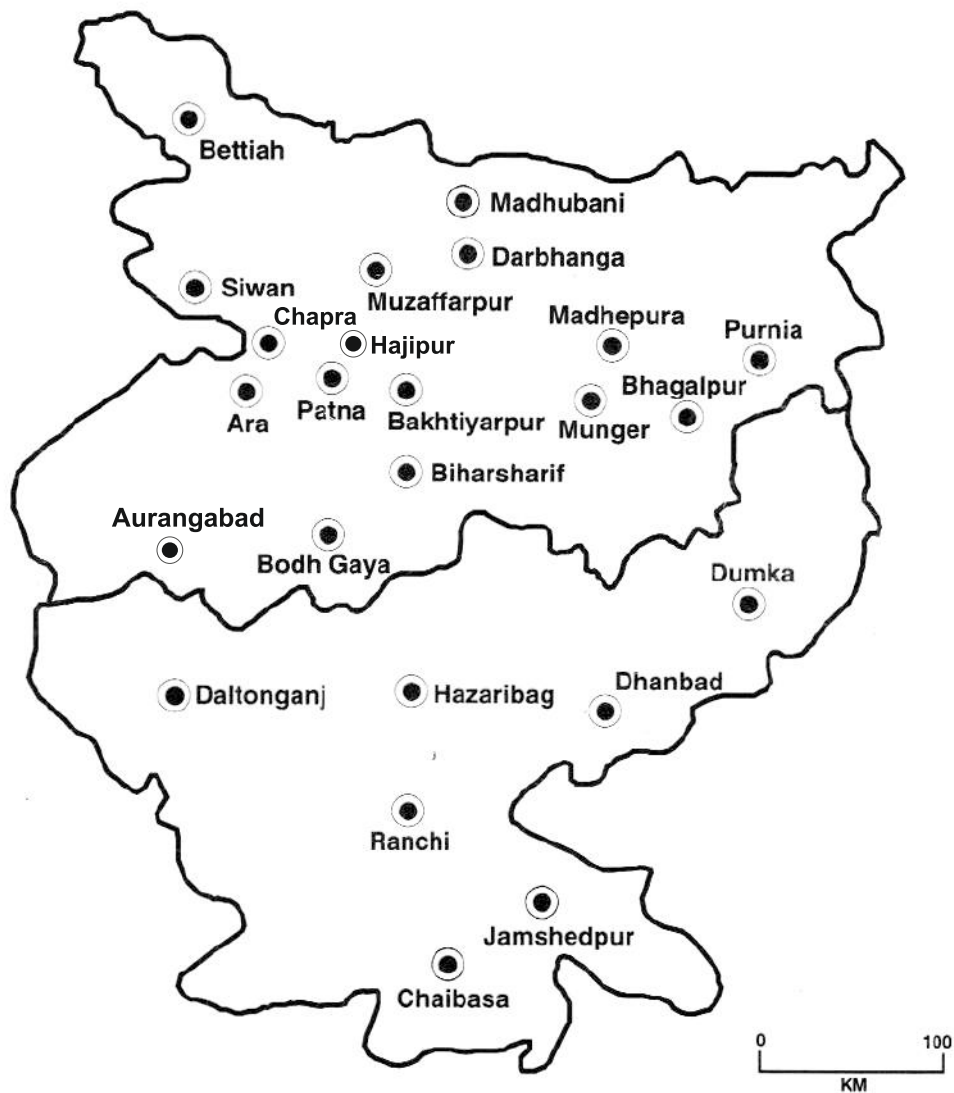 Bettiah
Madhubani
Darbhanga
Siwan
Muzaffarpur
Chapra
Madhepura
Purnia
Hajipur
Bhagalpur
Patna
Ara
Bakhtiyarpur
Munger
Biharsharif
Aurangabad
Bodh Gaya
Dumka
Dhanbad
Daltonganj
Hazaribag
Ranchi
Jamshedpur
Chaibasa
0 100
KM